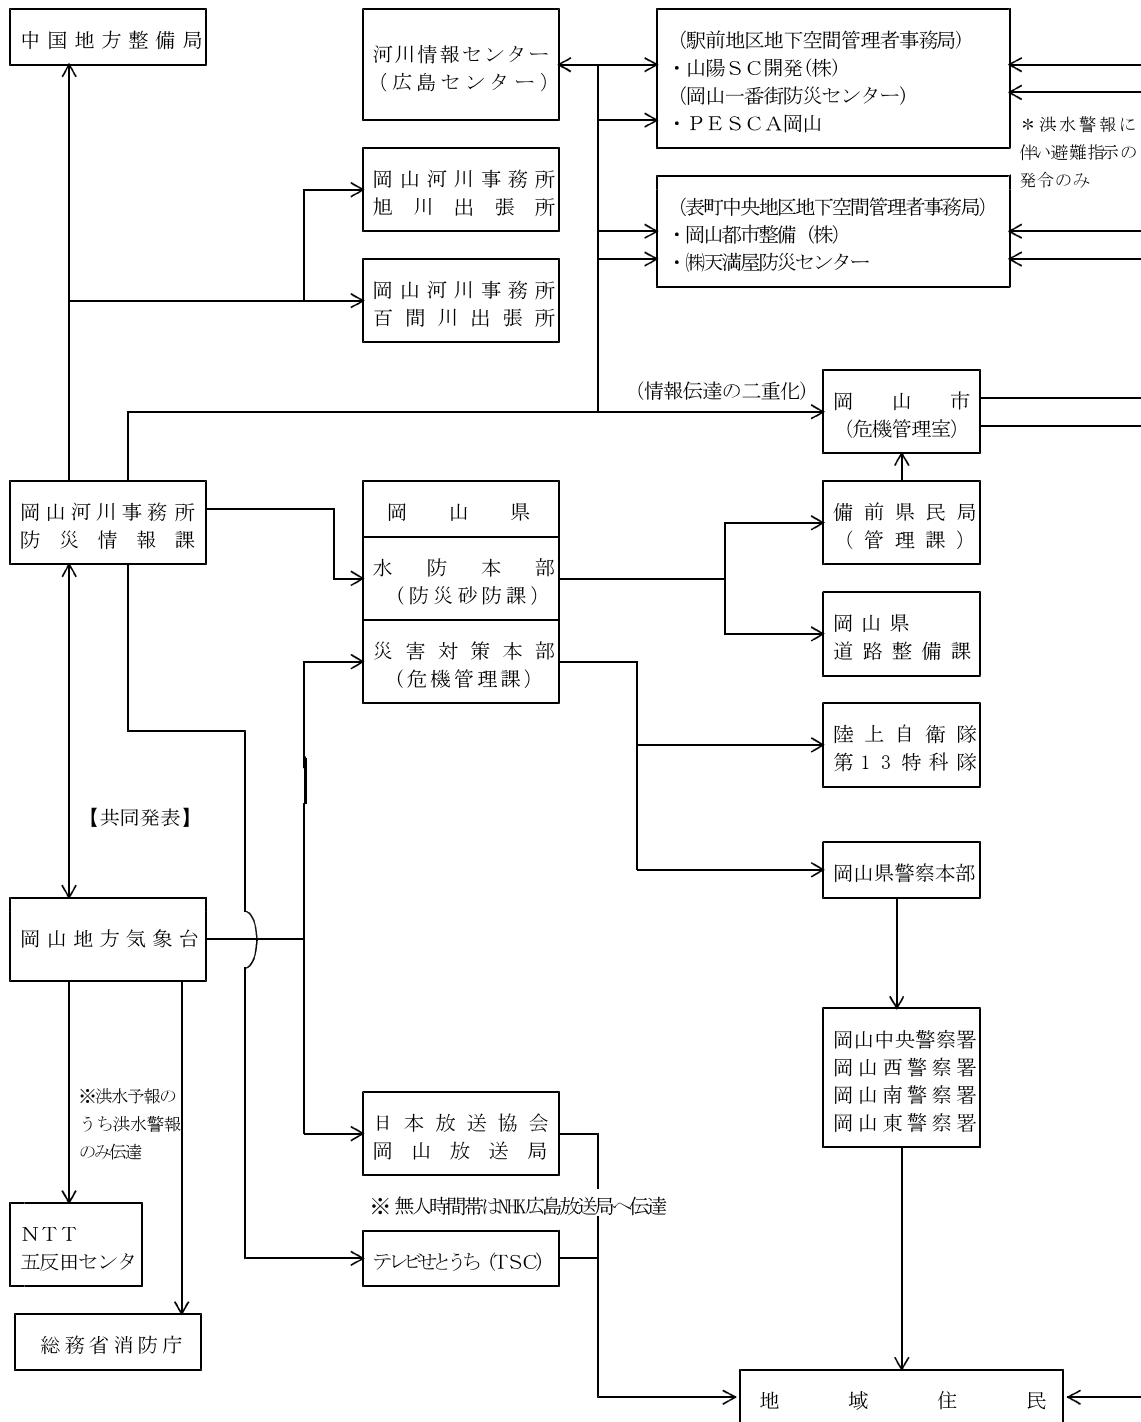 中国地方整備局
河川情報センター
（広島センター）
（駅前地区地下空間管理者事務局）
・山陽ＳＣ開発（株）
（岡山一番街防災センター）
・ＰＥＳＣＡ岡山
＊洪水警報に
伴い避難指示の
発令のみ
岡山河川事務所
旭川出張所
（表町中央地区地下空間管理者事務局）
・岡山都市整備（株）
・㈱天満屋防災センター
岡山河川事務所
百間川出張所
（情報伝達の二重化）
岡山市
（危機管理室）
岡山河川事務所
防災情報課
岡山県
水防本部
（防災砂防課）
災害対策本部
（危機管理課）
備前県民局
（管理課）
岡山県
道路整備課
陸上自衛隊
第１３特科隊
【共同発表】
岡山県警察本部
岡山地方気象台
岡山中央警察署
岡山西警察署
岡山南警察署
岡山東警察署
※洪水予報の
うち洪水警報
のみ伝達
日本放送協会
岡山放送局
※ 無人時間帯はNHK広島放送局へ伝達
ＮＴＴ
五反田センタ
テレビせとうち（TSC）
総務省消防庁
地域住民